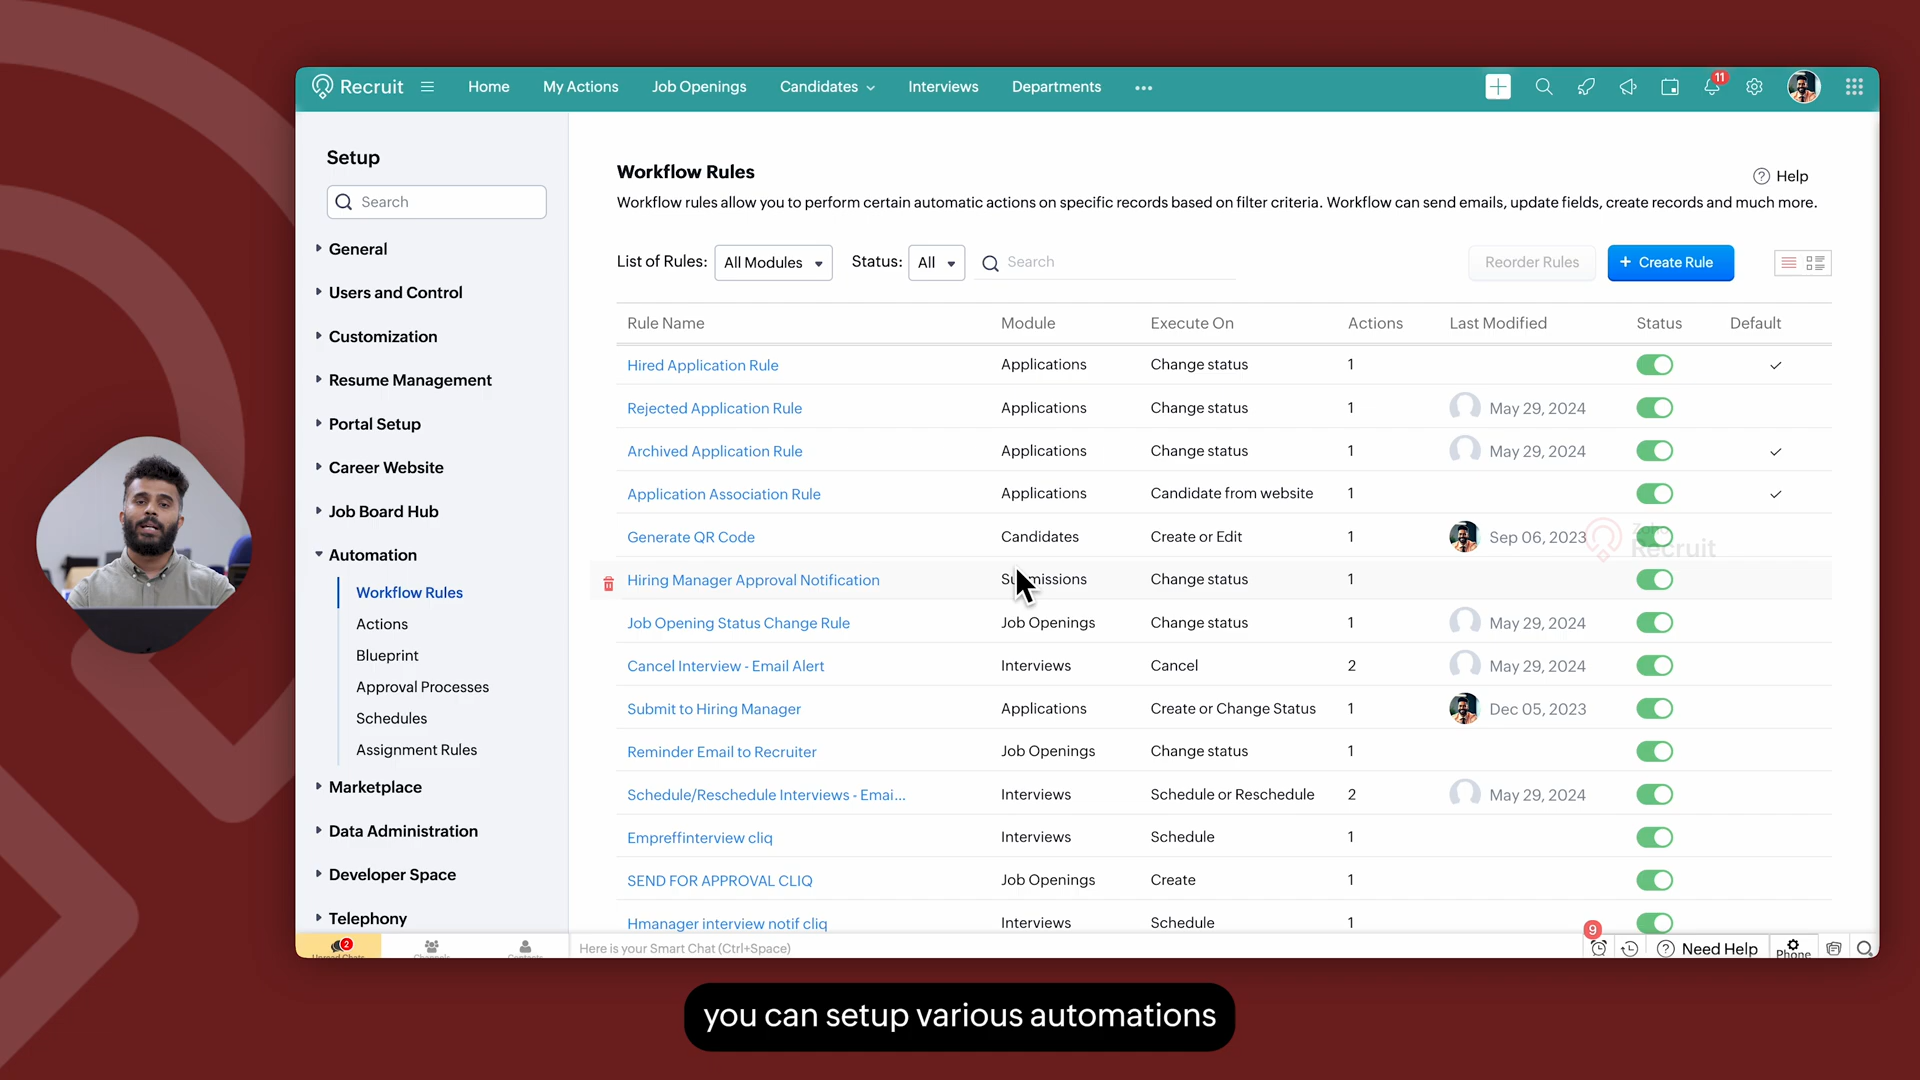 Recruit
Home
My Actions
Job Openings
Candidates
Interviews
Departments
11
Setup
Search
General
Users and Control
Customization
Resume Management
Portal Setup
Career Website
Job Board Hub
Automation
Workflow Rules
Actions
Blueprint
Approval Processes
Schedules
Assignment Rules
Marketplace
Data Administration
Developer Space
Telephony
Workflow Rules
Help
Workflow rules allow you to perform certain automatic actions on specific records based on filter criteria. Workflow can send emails, update fields, create records and much more.
List of Rules: All Modules Status: All Search Reorder Rules + Create Rule
Rule Name Module Execute On Actions Last Modified Status Default
Hired Application Rule Applications Change status 1
Rejected Application Rule Applications Change status 1 May 29, 2024
Archived Application Rule Applications Change status 1 May 29, 2024
Application Association Rule Applications Candidate from website 1
Generate QR Code Candidates Create or Edit 1 Sep 06, 2023
Zoho
Recruit
Hiring Manager Approval Notification Submissions Change status 1
Job Opening Status Change Rule Job Openings Change status 1 May 29, 2024
Cancel Interview - Email Alert Interviews Cancel 2 May 29, 2024
Submit to Hiring Manager Applications Create or Change Status 1 Dec 05, 2023
Reminder Email to Recruiter Job Openings Change status 1
Schedule/Reschedule Interviews - Emai... Interviews Schedule or Reschedule 2 May 29, 2024
Empreffinterview cliq Interviews Schedule 1
SEND FOR APPROVAL CLIQ Job Openings Create 1
Hmanager interview notif cliq Interviews Schedule 1
2
Unread Chats
Channels
Contacts
Here is your Smart Chat (Ctrl+Space)
9
Need Help
Phone
you can setup various automations